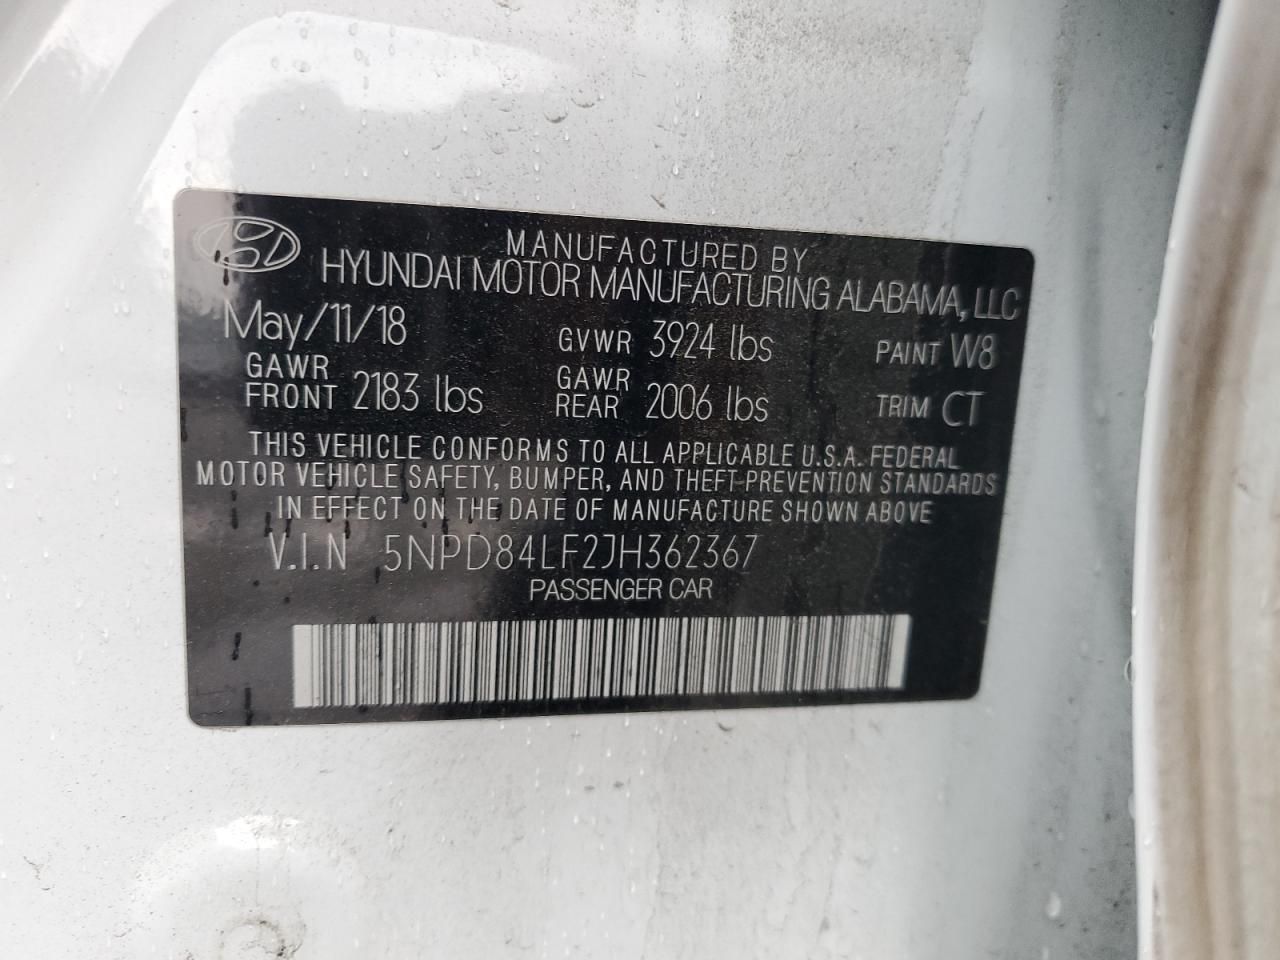 MANUFACTURED BY
HYUNDAI MOTOR MANUFACTURING ALABAMA, LLC
May/11/18 GVWR 3924 lbs PAINT W8
GAWR FRONT 2183 lbs GAWR REAR 2006 lbs TRIM CT
THIS VEHICLE CONFORMS TO ALL APPLICABLE U.S.A. FEDERAL
MOTOR VEHICLE SAFETY, BUMPER, AND THEFT PREVENTION STANDARDS
IN EFFECT ON THE DATE OF MANUFACTURE SHOWN ABOVE
V.I.N 5NPD84LF2JH362367
PASSENGER CAR